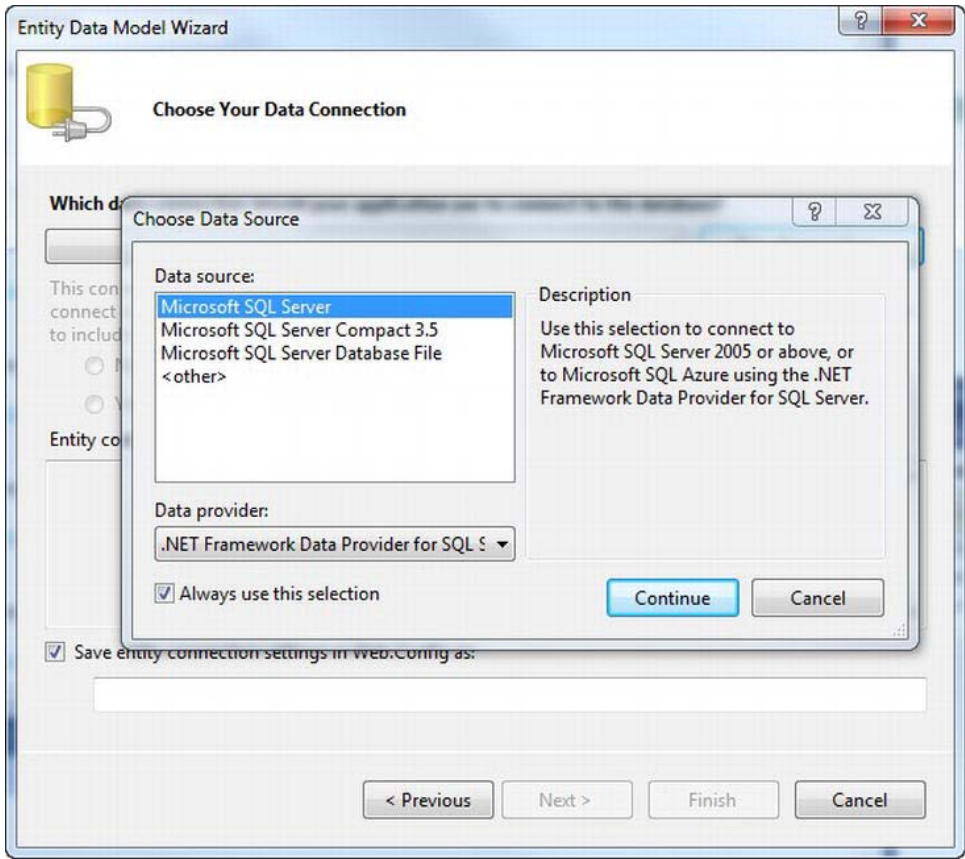 Entity Data Model Wizard
Choose Your Data Connection
Which
Choose Data Source
This
connect
to
Data source:
Microsoft SQL Server
Microsoft SQL Server Compact 3.5
Microsoft SQL Server Database File
<other>
Description
Use this selection to connect to
Microsoft SQL Server 2005 or above, or
to Microsoft SQL Azure using the .NET
Framework Data Provider for SQL Server.
Entity
Data provider:
.NET Framework Data Provider for SQL
Always use this selection
Continue
Cancel
Save entity connection settings in Web.Config as:
< Previous
Next >
Finish
Cancel